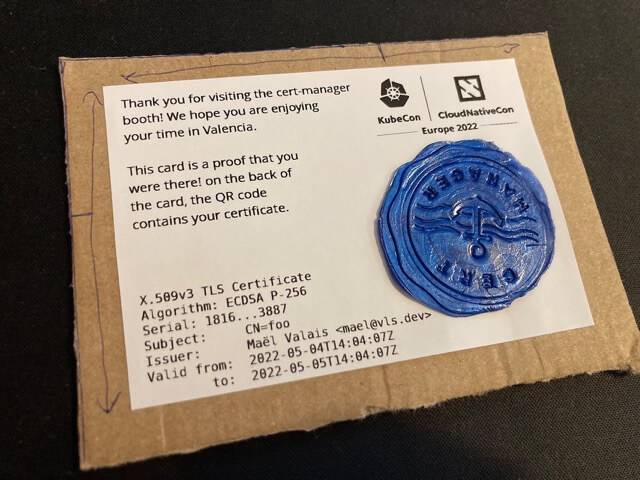 Thank you for visiting the cert-manager
booth! We hope you are enjoying
your time in Valencia.
This card is a proof that you
were there! on the back of
the card, the QR code
contains your certificate.
KubeCon
CloudNativeCon
Europe 2022
CERT
MANAGER
X.509v3 TLS Certificate
Algorithm: ECDSA P-256
Serial: 1816...3887
Subject: CN=foo
Issuer: Maël Valais <mael@vls.dev>
Valid from: 2022-05-04T14:04:07Z
to: 2022-05-05T14:04:07Z